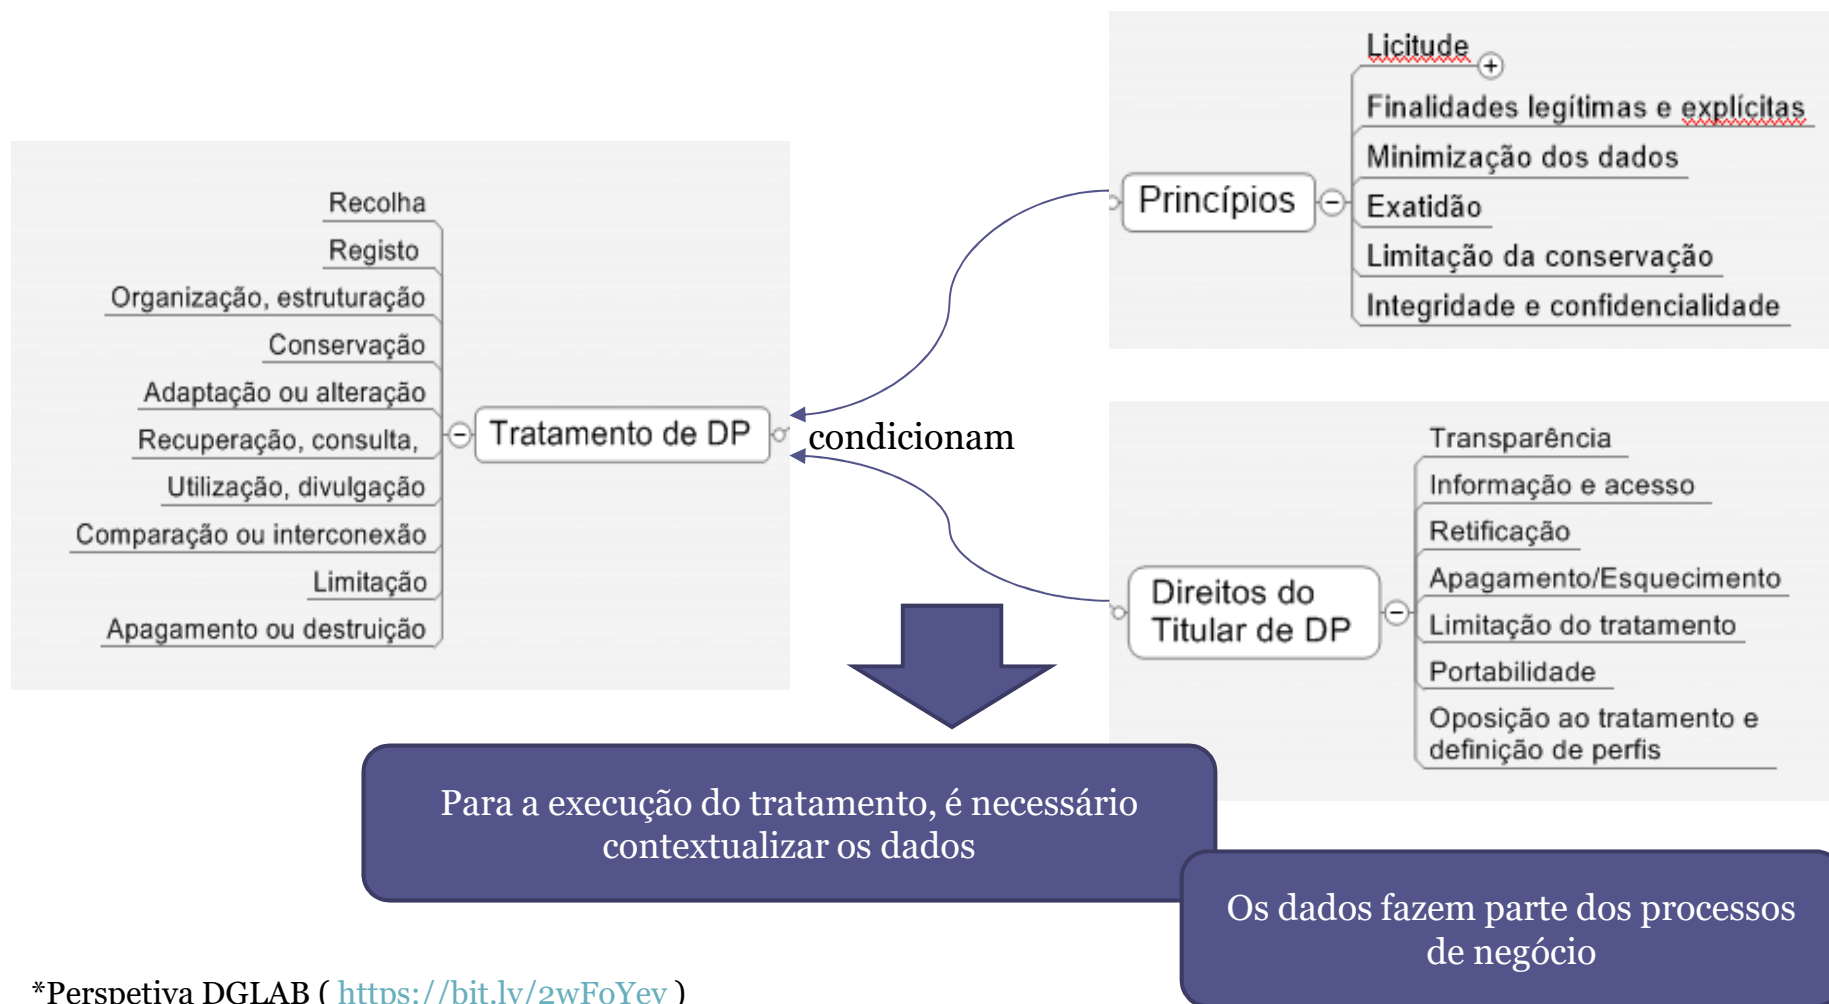 Recolha
Registo
Organização, estruturação
Conservação
Adaptação ou alteração
Recuperação, consulta,
Utilização, divulgação
Comparação ou interconexão
Limitação
Apagamento ou destruição
Tratamento de DP
condicionam
Princípios
Licitude
Finalidades legítimas e explícitas
Minimização dos dados
Exatidão
Limitação da conservação
Integridade e confidencialidade
Direitos do
Titular de DP
Transparência
Informação e acesso
Retificação
Apagamento/Esquecimento
Limitação do tratamento
Portabilidade
Oposição ao tratamento e
definição de perfis
Para a execução do tratamento, é necessário
contextualizar os dados
Os dados fazem parte dos processos
de negócio
*Perspetiva DGLAB ( https://bit.ly/2wFoYev )